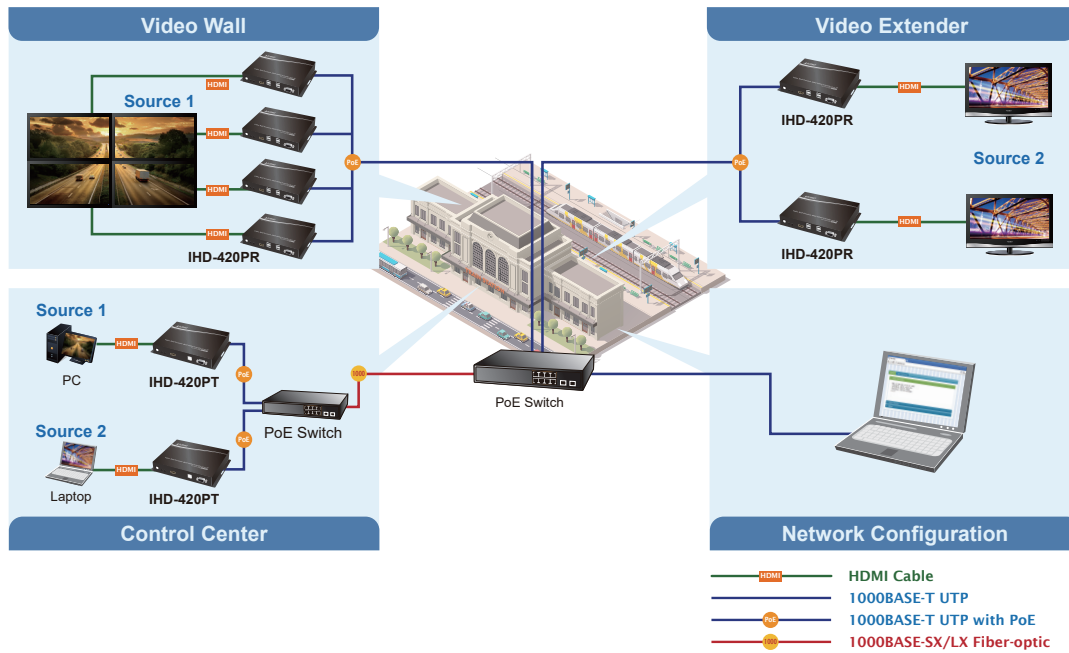 Video Wall
HDMI
Source 1
HDMI
HDMI
HDMI
IHD-420PR
PoE
Video Extender
IHD-420PR
HDMI
Source 2
PoE
IHD-420PR
HDMI
Source 1
PC
HDMI
IHD-420PT
PoE
Source 2
Laptop
HDMI
IHD-420PT
PoE
PoE Switch
1000
Control Center
PoE Switch
Network Configuration
HDMI
HDMI Cable
1000BASE-T UTP
PoE
1000BASE-T UTP with PoE
1000
1000BASE-SX/LX Fiber-optic